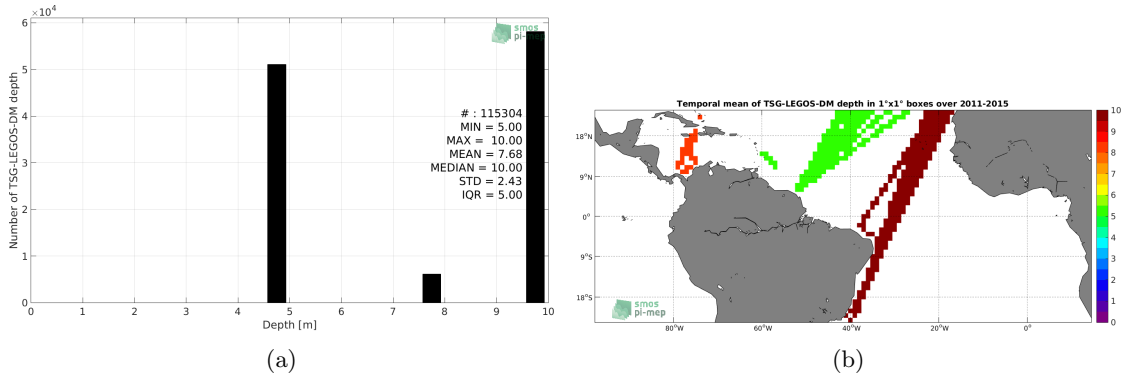 ×10⁴
6
5
4
3
2
1
0
Number of TSG-LEGOS-DM depth
smos
pi-mep
# : 115304
MIN = 5.00
MAX = 10.00
MEAN = 7.68
MEDIAN = 10.00
STD = 2.43
IQR = 5.00
0 1 2 3 4 5 6 7 8 9 10
Depth [m]
(a)
Temporal mean of TSG-LEGOS-DM depth in 1°x1° boxes over 2011-2015
18°N
9°N
0°
9°S
18°S
smos
pi-mep
80°W 60°W 40°W 20°W 0°
10
9
8
7
6
5
4
3
2
1
0
(b)